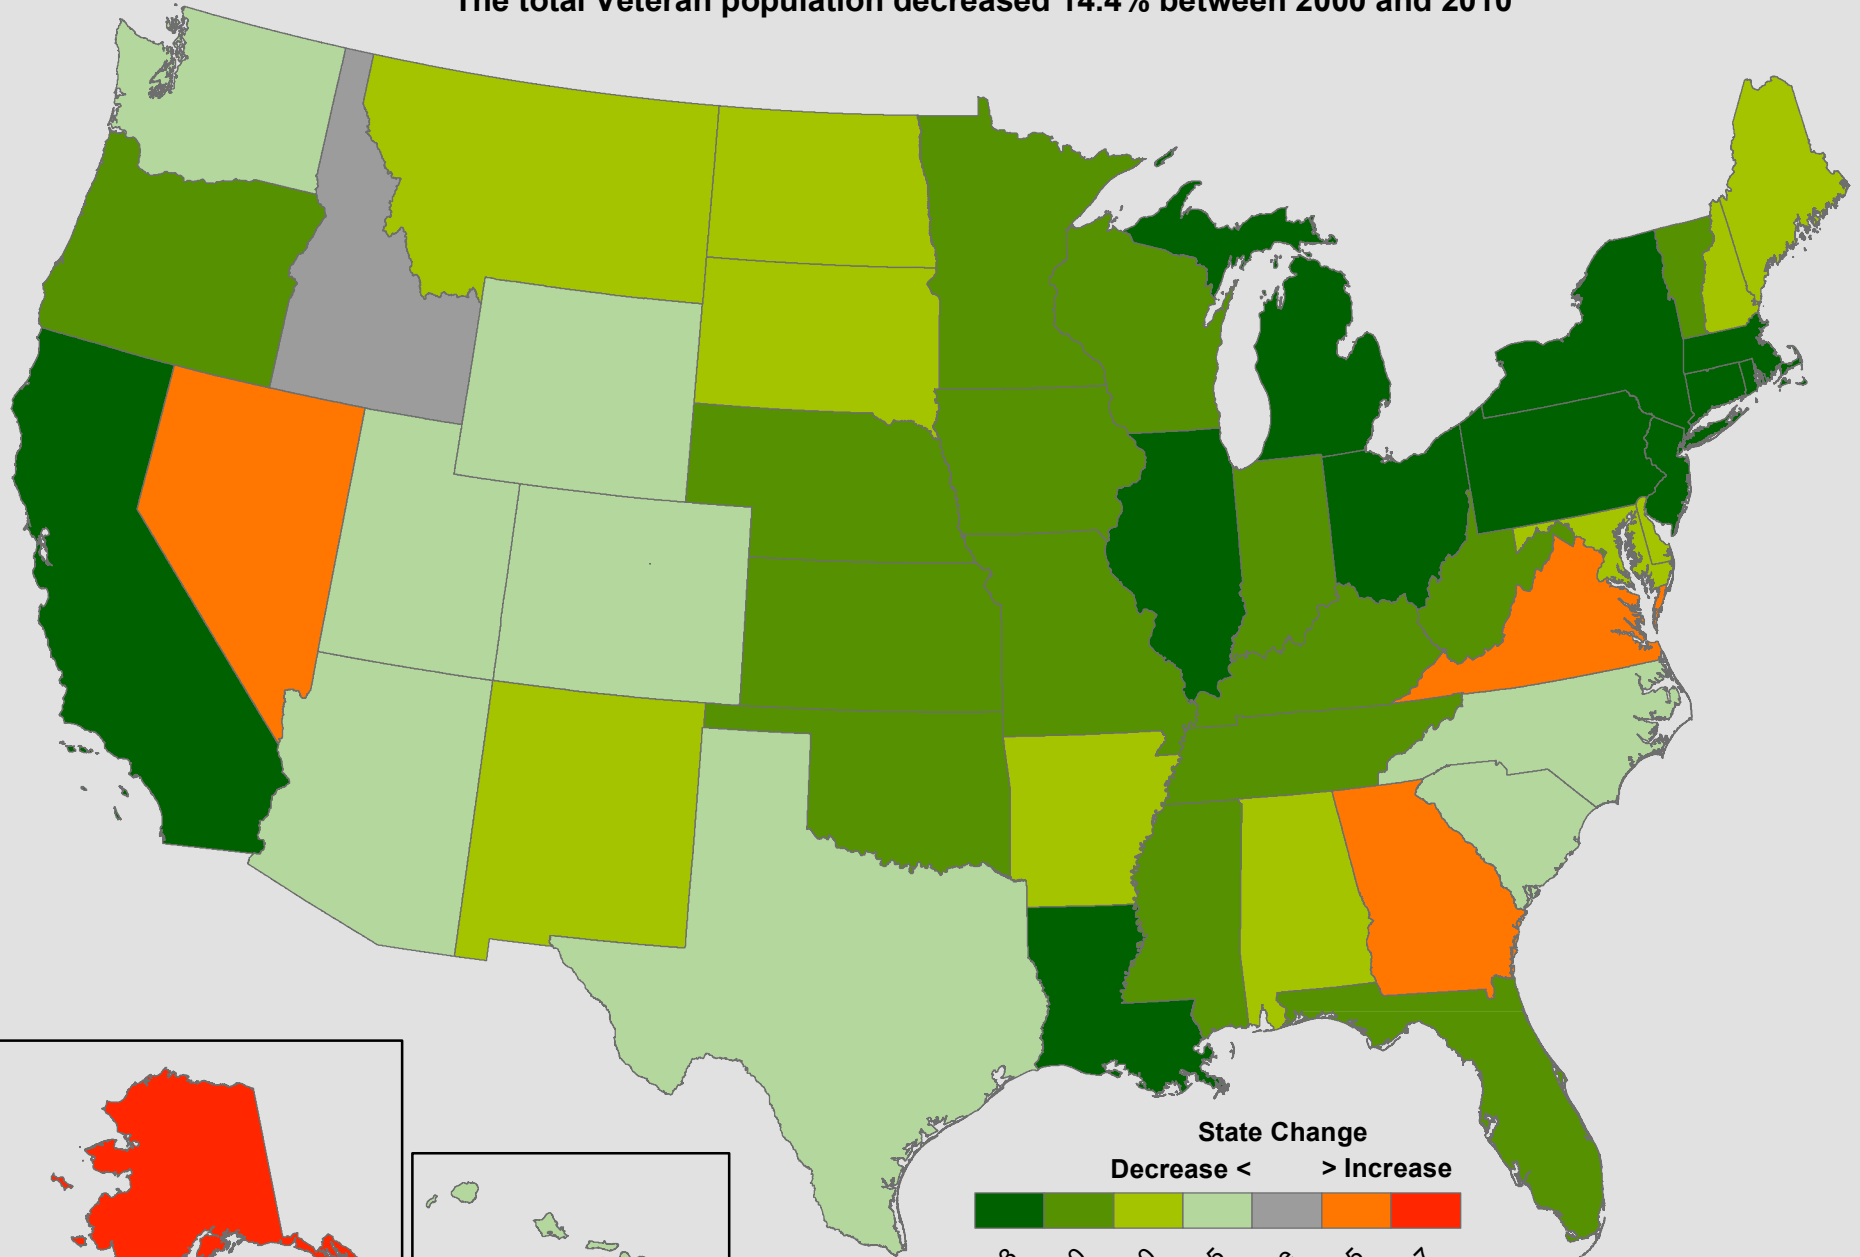 The total Veteran population decreased 14.4% between 2000 and 2010
State Change
Decrease < > Increase